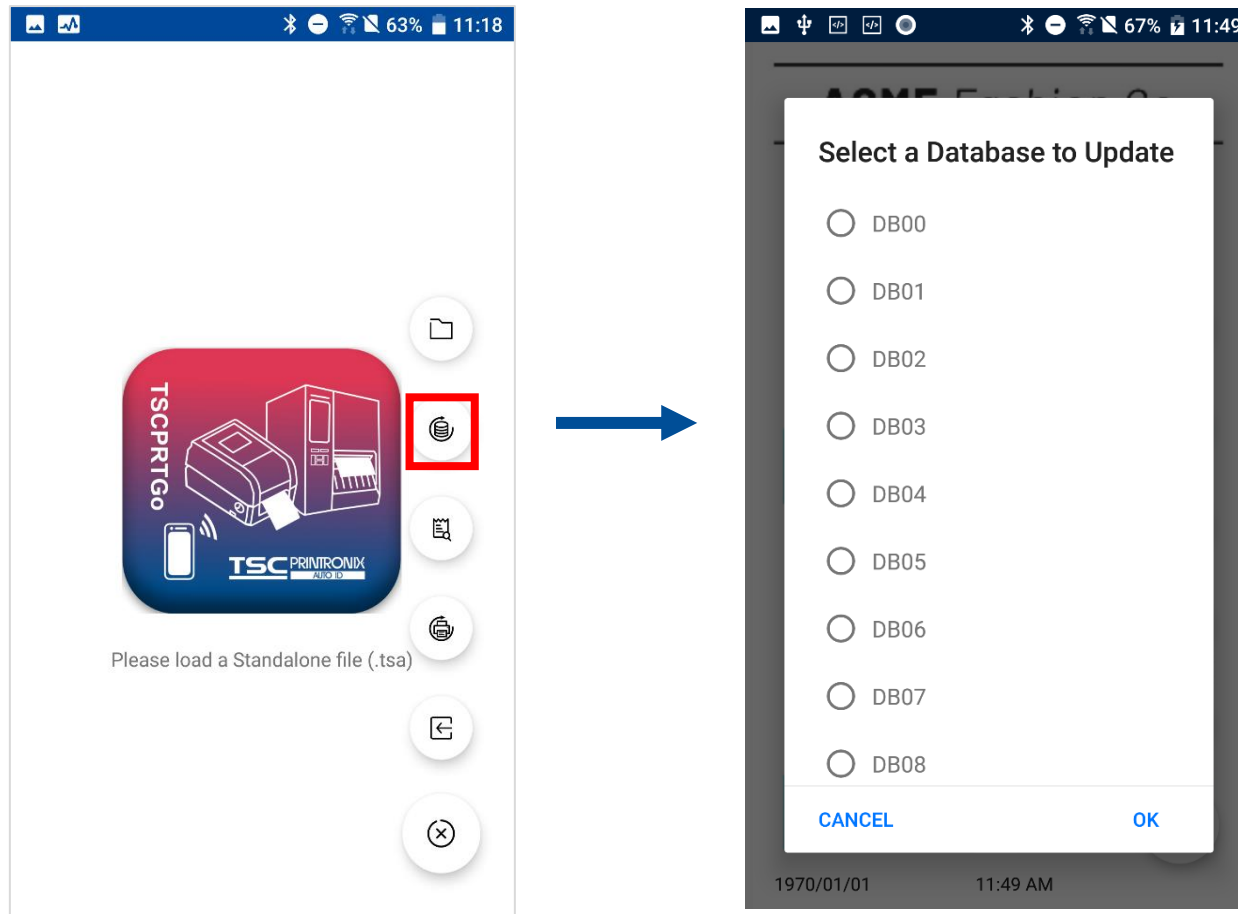 63% 11:18
TSCPRTGo
TSC PRINTRONIX
AUTO ID
Please load a Standalone file (.tsa)
67% 11:49
Select a Database to Update
DB00
DB01
DB02
DB03
DB04
DB05
DB06
DB07
DB08
CANCEL OK
1970/01/01 11:49 AM